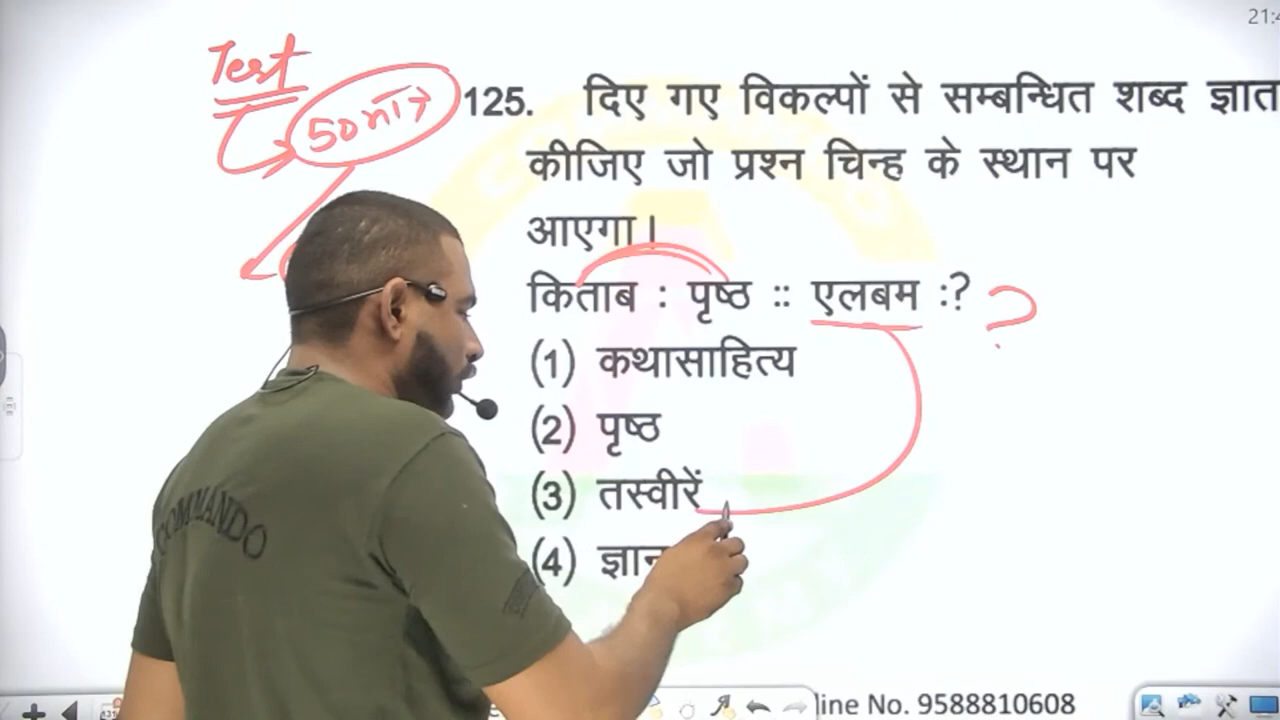 21:4
Test
50 मि7
125. दिए गए विकल्पों से सम्बन्धित शब्द ज्ञात
कीजिए जो प्रश्न चिन्ह के स्थान पर
आएगा।
किताब : पृष्ठ :: एलबम :? ?
(1) कथासाहित्य
(2) पृष्ठ
(3) तस्वीरें
(4) ज्ञान
COMMANDO
line No. 9588810608